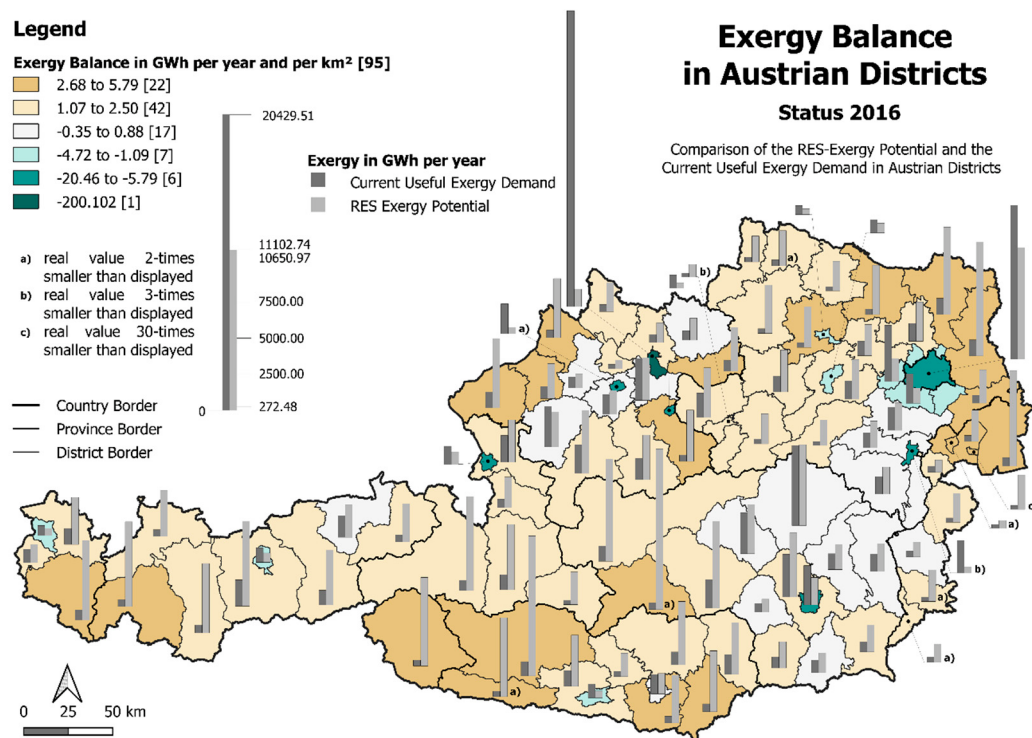 Legend
Exergy Balance in GWh per year and per km² [95]
2.68 to 5.79 [22]
1.07 to 2.50 [42]
-0.35 to 0.88 [17]
-4.72 to -1.09 [7]
-20.46 to -5.79 [6]
-200.102 [1]
a) real value 2-times
smaller than displayed
b) real value 3-times
smaller than displayed
c) real value 30-times
smaller than displayed
Country Border
Province Border
District Border
20429.51
11102.74
10650.97
7500.00
5000.00
2500.00
272.48
0
Exergy in GWh per year
Current Useful Exergy Demand
RES Exergy Potential
Exergy Balance
in Austrian Districts
Status 2016
Comparison of the RES-Exergy Potential and the
Current Useful Exergy Demand in Austrian Districts
a)
b)
a)
c
a)
b)
a)
a)
a)
a)
0 25 50 km